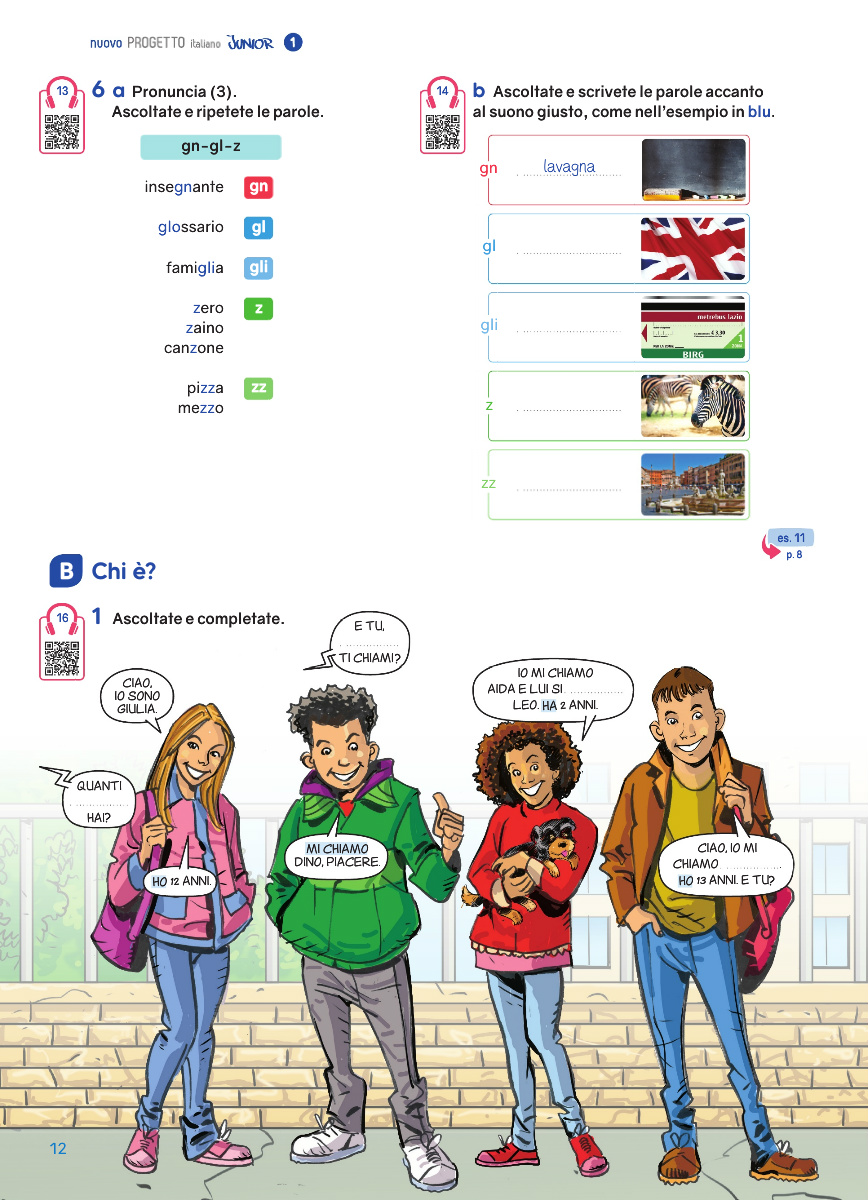 nuovo PROGETTO italiano JUNIOR 1
13
6 a Pronuncia (3).
Ascoltate e ripetete le parole.
gn-gl-z
insegnante gn
glossario gl
famiglia gli
zero z
zaino
canzone
pizza zz
mezzo
14
b Ascoltate e scrivete le parole accanto
al suono giusto, come nell'esempio in blu.
gn lavagna
gl
gli
metrebus lazio
€ 3,30
1
BIRG
z
zz
es. 11
p. 8
B Chi è?
16
1 Ascoltate e completate.
CIAO,
IO SONO
GIULIA.
E TU,
....................
TI CHIAMI?
IO MI CHIAMO
AIDA E LUI SI ....................
LEO. HA 2 ANNI.
QUANTI
....................
HAI?
HO 12 ANNI.
MI CHIAMO
DINO, PIACERE.
CIAO, IO MI
CHIAMO ....................
HO 13 ANNI. E TU?
12